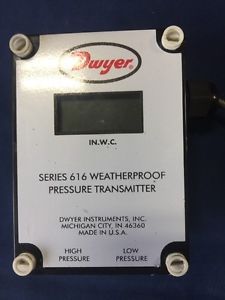 Dwyer®
IN.W.C.
SERIES 616 WEATHERPROOF
PRESSURE TRANSMITTER
DWYER INSTRUMENTS, INC.
MICHIGAN CITY, IN 46360
MADE IN U.S.A.
HIGH LOW
PRESSURE PRESSURE